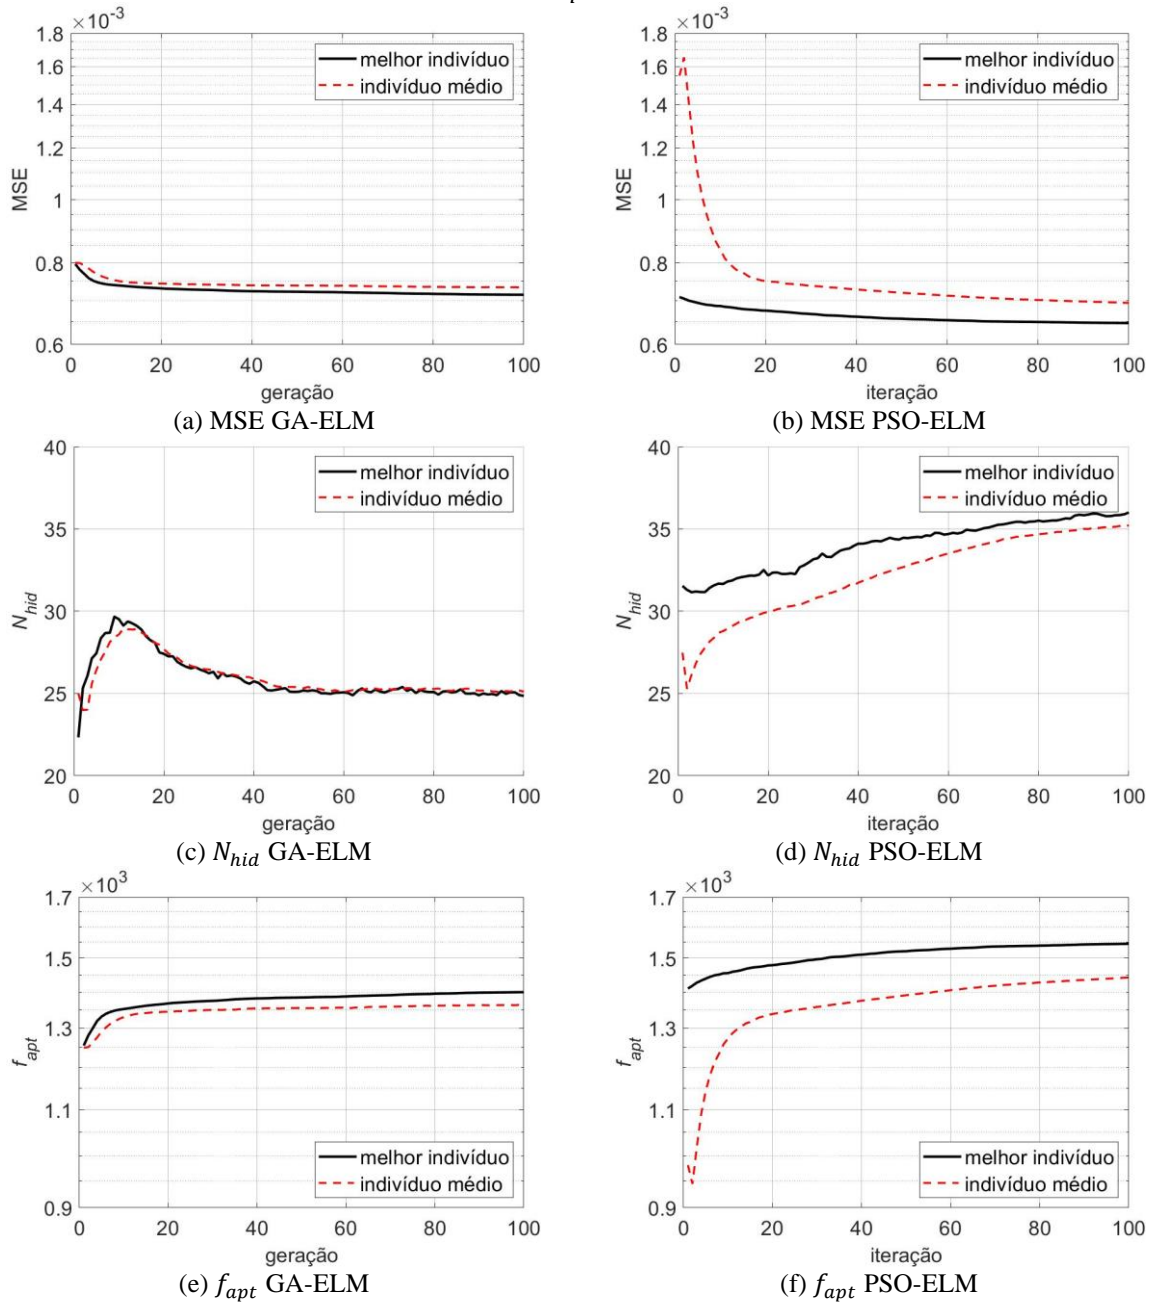 p
×10⁻³
1.8
1.6
1.4
1.2
1
0.8
0.6
MSE
melhor indivíduo
indivíduo médio
0 20 40 60 80 100
geração
(a) MSE GA-ELM
×10⁻³
1.8
1.6
1.4
1.2
1
0.8
0.6
MSE
melhor indivíduo
indivíduo médio
0 20 40 60 80 100
iteração
(b) MSE PSO-ELM
40
35
30
25
20
N_hid
melhor indivíduo
indivíduo médio
0 20 40 60 80 100
geração
(c) N_hid GA-ELM
40
35
30
25
20
N_hid
melhor indivíduo
indivíduo médio
0 20 40 60 80 100
iteração
(d) N_hid PSO-ELM
×10³
1.7
1.5
1.3
1.1
0.9
f_apt
melhor indivíduo
indivíduo médio
0 20 40 60 80 100
geração
(e) f_apt GA-ELM
×10³
1.7
1.5
1.3
1.1
0.9
f_apt
melhor indivíduo
indivíduo médio
0 20 40 60 80 100
iteração
(f) f_apt PSO-ELM